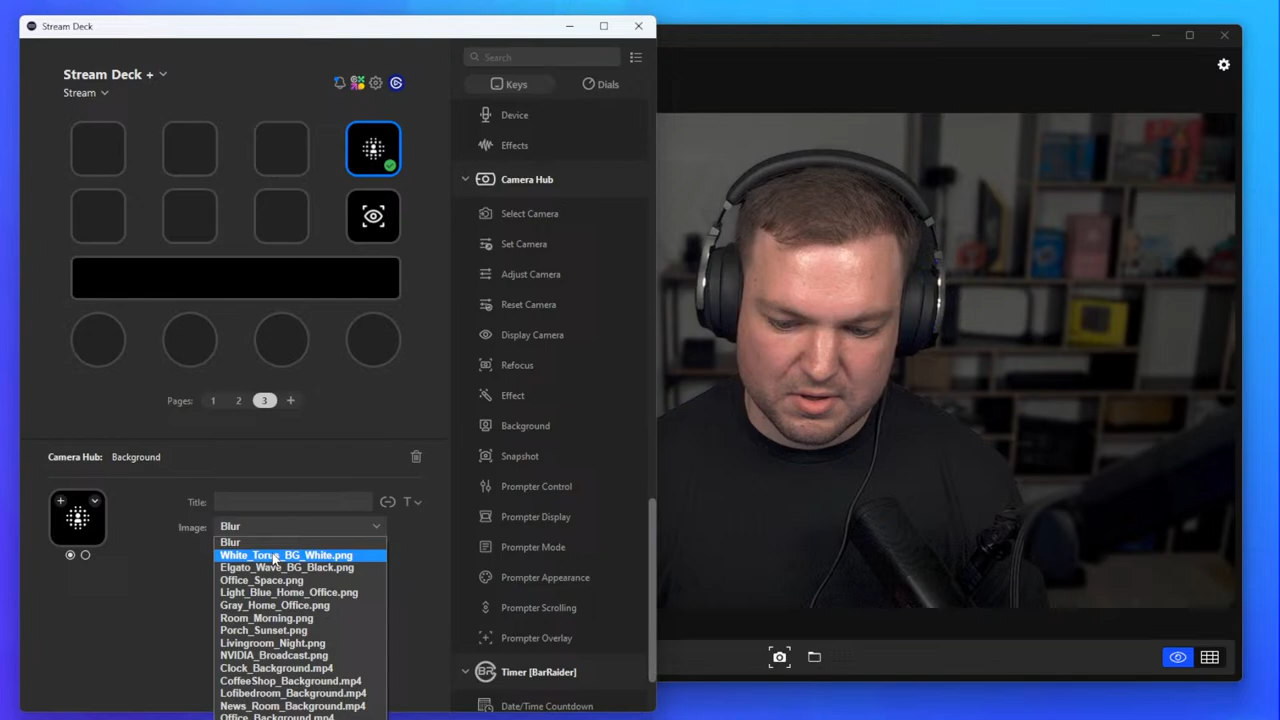 Stream Deck
Stream Deck +
Stream
Pages:
1
2
3
+
Camera Hub:
Background
Title:
T
Image:
Blur
Blur
White_Torus_BG_White.png
Elgato_Wave_BG_Black.png
Office_Space.png
Light_Blue_Home_Office.png
Gray_Home_Office.png
Room_Morning.png
Porch_Sunset.png
Livingroom_Night.png
NVIDIA_Broadcast.png
Clock_Background.mp4
CoffeeShop_Background.mp4
Lofibedroom_Background.mp4
News_Room_Background.mp4
Office_Background.mp4
Search
Keys
Dials
Device
Effects
Camera Hub
Select Camera
Set Camera
Adjust Camera
Reset Camera
Display Camera
Refocus
Effect
Background
Snapshot
Prompter Control
Prompter Display
Prompter Mode
Prompter Appearance
Prompter Scrolling
Prompter Overlay
BR
Timer [BarRaider]
Date/Time Countdown